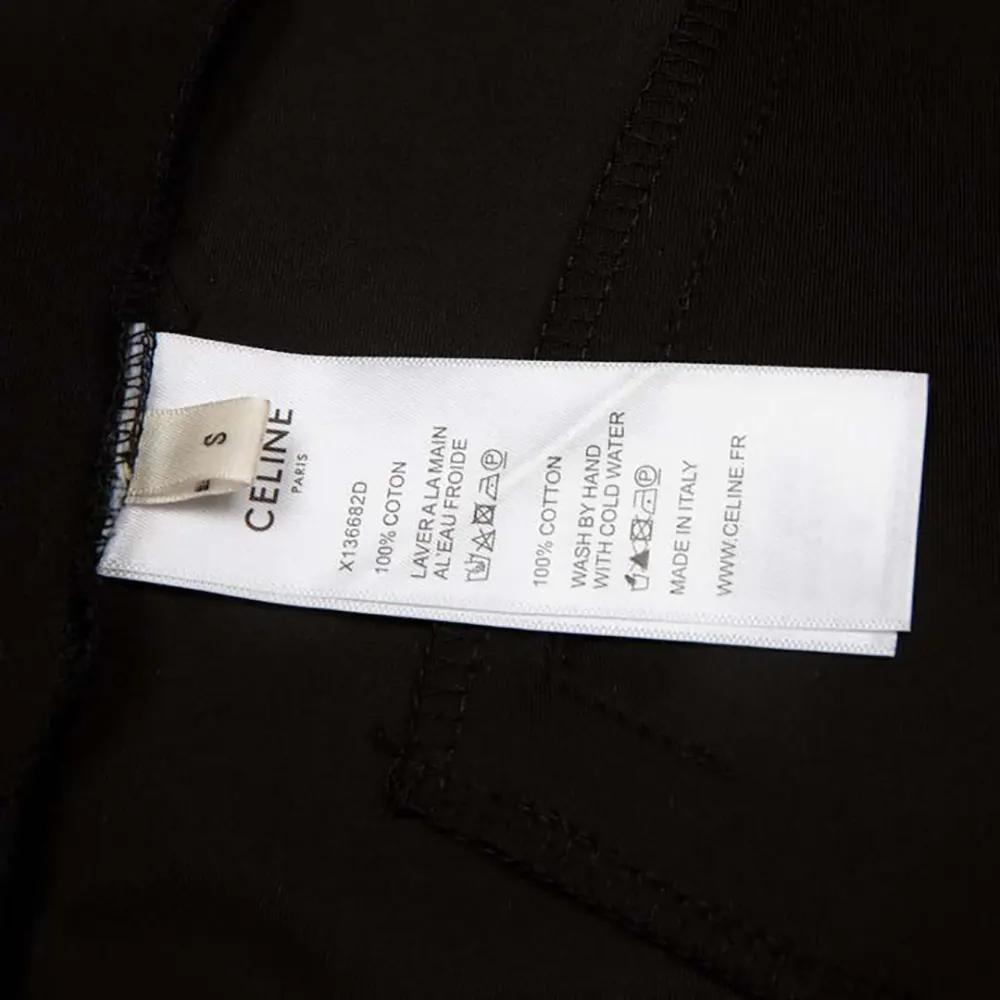 S
CELINE
PARIS
X136682D
100% COTON
LAVER A LA MAIN
AL'EAU FROIDE
P
100% COTTON
WASH BY HAND
WITH COLD WATER
P
MADE IN ITALY
WWW.CELINE.FR